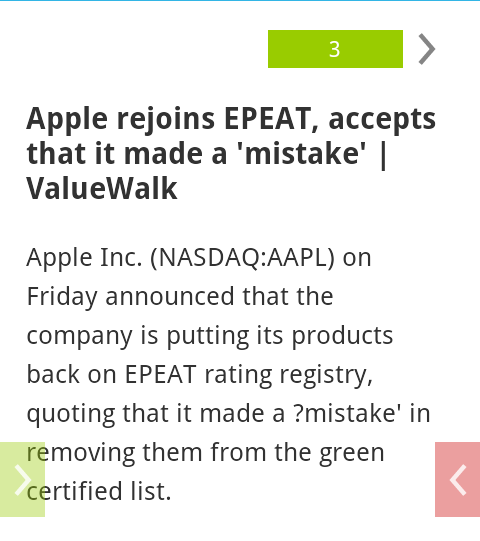 3
Apple rejoins EPEAT, accepts
that it made a 'mistake' |
ValueWalk
Apple Inc. (NASDAQ:AAPL) on
Friday announced that the
company is putting its products
back on EPEAT rating registry,
quoting that it made a ?mistake' in
removing them from the green
certified list.